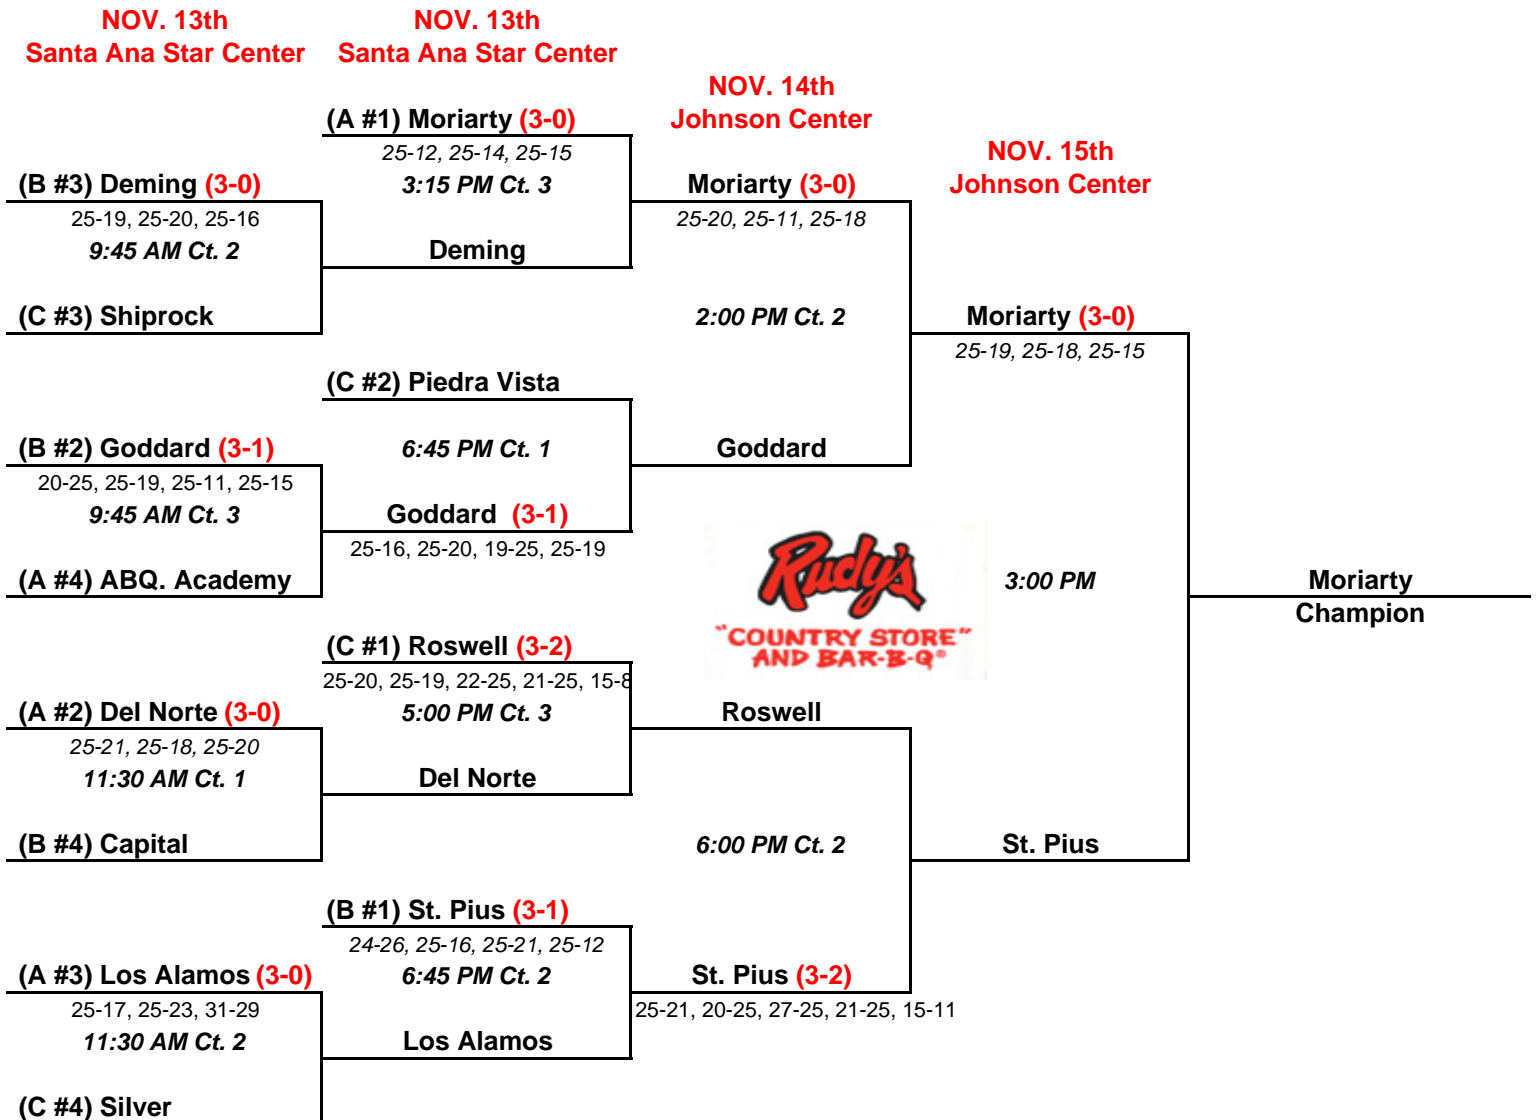 NOV. 13th
Santa Ana Star Center
NOV. 13th
Santa Ana Star Center
NOV. 14th
Johnson Center
NOV. 15th
Johnson Center
(B #3) Deming (3-0)
25-19, 25-20, 25-16
9:45 AM Ct. 2
(C #3) Shiprock
(B #2) Goddard (3-1)
20-25, 25-19, 25-11, 25-15
9:45 AM Ct. 3
(A #4) ABQ. Academy
(A #2) Del Norte (3-0)
25-21, 25-18, 25-20
11:30 AM Ct. 1
(B #4) Capital
(A #3) Los Alamos (3-0)
25-17, 25-23, 31-29
11:30 AM Ct. 2
(C #4) Silver
(A #1) Moriarty (3-0)
25-12, 25-14, 25-15
3:15 PM Ct. 3
Deming
(C #2) Piedra Vista
6:45 PM Ct. 1
Goddard (3-1)
25-16, 25-20, 19-25, 25-19
(C #1) Roswell (3-2)
25-20, 25-19, 22-25, 21-25, 15-8
5:00 PM Ct. 3
Del Norte
(B #1) St. Pius (3-1)
24-26, 25-16, 25-21, 25-12
6:45 PM Ct. 2
Los Alamos
Moriarty (3-0)
25-20, 25-11, 25-18
2:00 PM Ct. 2
Goddard
Rudy's
"COUNTRY STORE"
AND BAR-B-Q®
Roswell
6:00 PM Ct. 2
St. Pius (3-2)
25-21, 20-25, 27-25, 21-25, 15-11
Moriarty (3-0)
25-19, 25-18, 25-15
3:00 PM
St. Pius
Moriarty
Champion